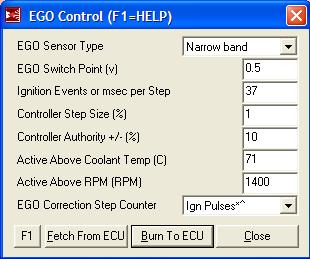 EGO Control (F1=HELP)
EGO Sensor Type Narrow band
EGO Switch Point (v) 0.5
Ignition Events or msec per Step 37
Controller Step Size (%) 1
Controller Authority +/- (%) 10
Active Above Coolant Temp (C) 71
Active Above RPM (RPM) 1400
EGO Correction Step Counter Ign Pulses*^
F1 Fetch From ECU Burn To ECU Close